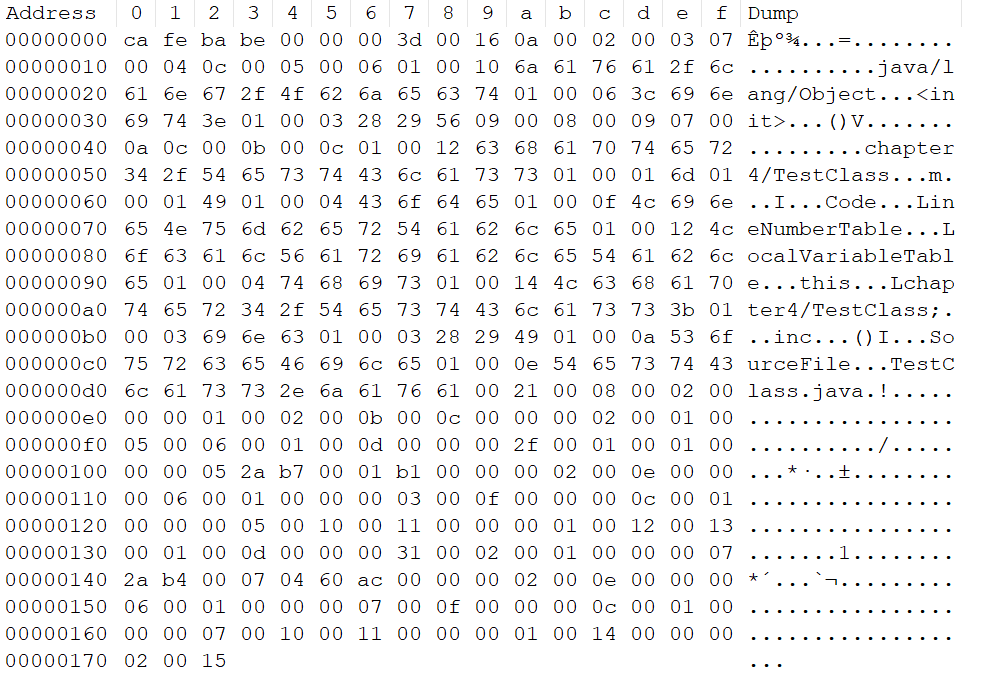 Address 0 1 2 3 4 5 6 7 8 9 a b c d e f Dump
00000000 ca fe ba be 00 00 00 3d 00 16 0a 00 02 00 03 07 Êþº¾...=........
00000010 00 04 0c 00 05 00 06 01 00 10 6a 61 76 61 2f 6c ..........java/l
00000020 61 6e 67 2f 4f 62 6a 65 63 74 01 00 06 3c 69 6e ang/Object...<in
00000030 69 74 3e 01 00 03 28 29 56 09 00 08 00 09 07 00 it>...()V.......
00000040 0a 0c 00 0b 00 0c 01 00 12 63 68 61 70 74 65 72 .........chapter
00000050 34 2f 54 65 73 74 43 6c 61 73 73 01 00 01 6d 01 4/TestClass...m.
00000060 00 01 49 01 00 04 43 6f 64 65 01 00 0f 4c 69 6e ..I...Code...Lin
00000070 65 4e 75 6d 62 65 72 54 61 62 6c 65 01 00 12 4c eNumberTable...L
00000080 6f 63 61 6c 56 61 72 69 61 62 6c 65 54 61 62 6c ocalVariableTabl
00000090 65 01 00 04 74 68 69 73 01 00 14 4c 63 68 61 70 e...this...Lchap
000000a0 74 65 72 34 2f 54 65 73 74 43 6c 61 73 73 3b 01 ter4/TestClass;.
000000b0 00 03 69 6e 63 01 00 03 28 29 49 01 00 0a 53 6f ..inc...()I...So
000000c0 75 72 63 65 46 69 6c 65 01 00 0e 54 65 73 74 43 urceFile...TestC
000000d0 6c 61 73 73 2e 6a 61 76 61 00 21 00 08 00 02 00 lass.java.!.....
000000e0 00 00 01 00 02 00 0b 00 0c 00 00 00 02 00 01 00 ................
000000f0 05 00 06 00 01 00 0d 00 00 00 2f 00 01 00 01 00 ........../.....
00000100 00 00 05 2a b7 00 01 b1 00 00 00 02 00 0e 00 00 ...*·..±........
00000110 00 06 00 01 00 00 00 03 00 0f 00 00 00 0c 00 01 ................
00000120 00 00 00 05 00 10 00 11 00 00 00 01 00 12 00 13 ................
00000130 00 01 00 0d 00 00 00 31 00 02 00 01 00 00 00 07 .......1........
00000140 2a b4 00 07 04 60 ac 00 00 00 02 00 0e 00 00 00 *´...`¬.........
00000150 06 00 01 00 00 00 07 00 0f 00 00 00 0c 00 01 00 ................
00000160 00 00 07 00 10 00 11 00 00 00 01 00 14 00 00 00 ................
00000170 02 00 15 ...